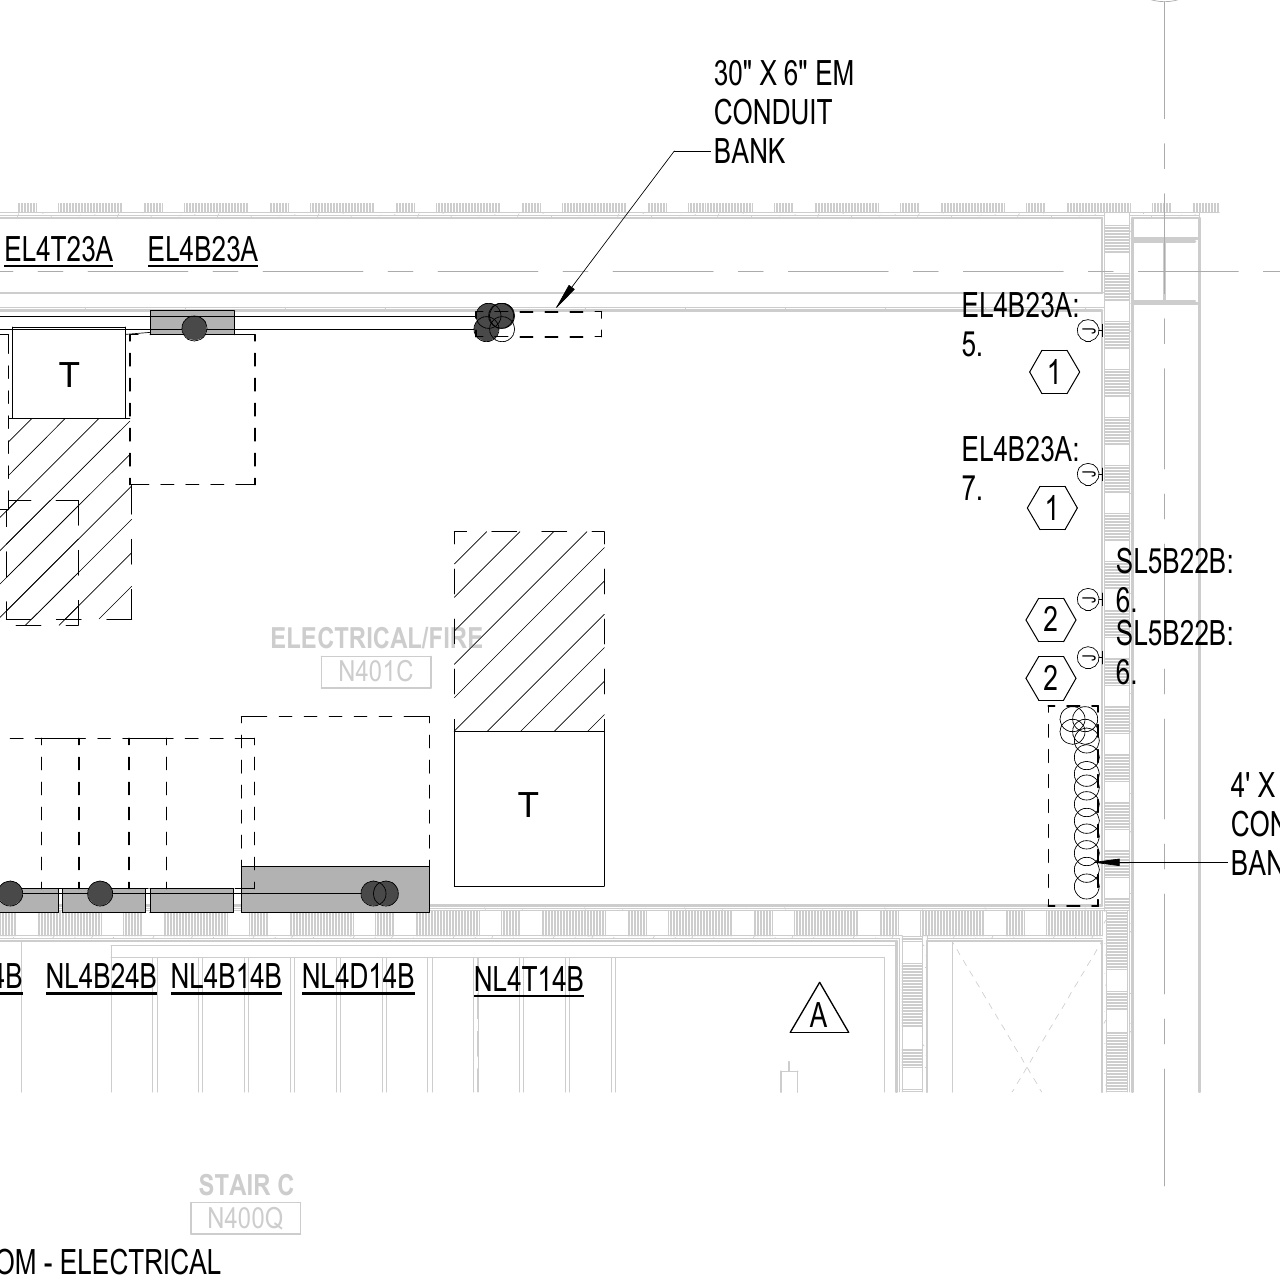 30" X 6" EM
CONDUIT
BANK
EL4T23A
EL4B23A
EL4B23A:
5.
T
1
EL4B23A:
7.
1
SL5B22B:
6.
2
SL5B22B:
6.
2
ELECTRICAL/FIRE
N401C
T
4' X
CON
BAN
4B
NL4B24B
NL4B14B
NL4D14B
NL4T14B
A
STAIR C
N400Q
OM - ELECTRICAL